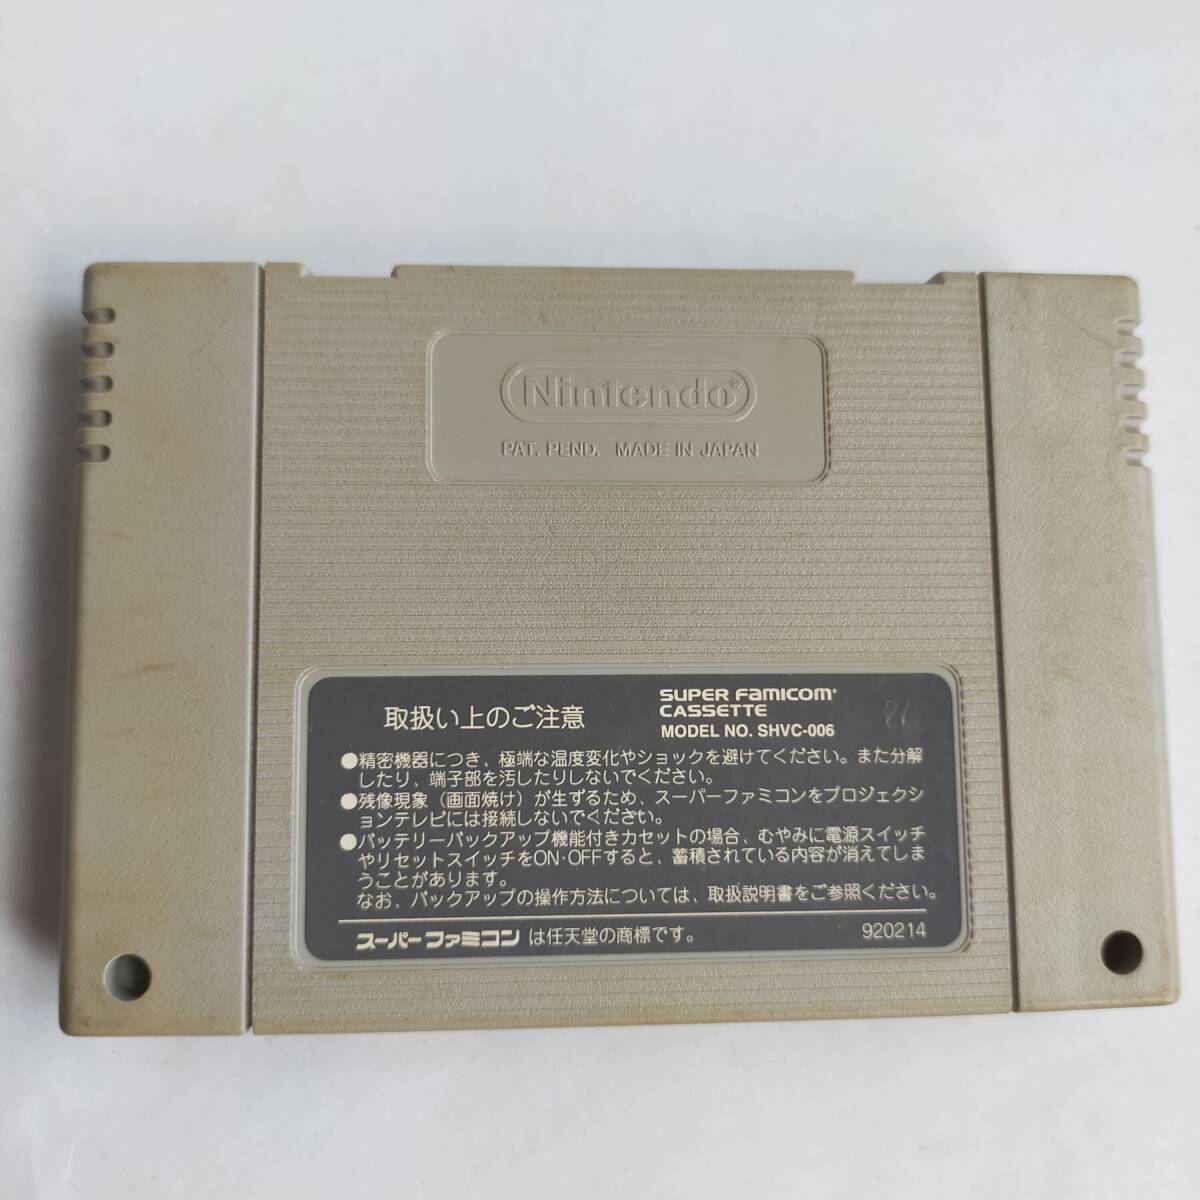 Nintendo®
PAT. PEND. MADE IN JAPAN
取扱い上のご注意
SUPER FAMICOM®
CASSETTE
MODEL NO. SHVC-006
●精密機器につき、極端な温度変化やショックを避けてください。また分解
したり、端子部を汚したりしないでください。
●残像現象（画面焼け）が生ずるため、スーパーファミコンをプロジェクシ
ョンテレビには接続しないでください。
●バッテリーバックアップ機能付きカセットの場合、むやみに電源スイッチ
やリセットスイッチをON・OFFすると、蓄積されている内容が消えてしま
うことがあります。
なお、バックアップの操作方法については、取扱説明書をご参照ください。
スーパーファミコン は任天堂の商標です。
920214